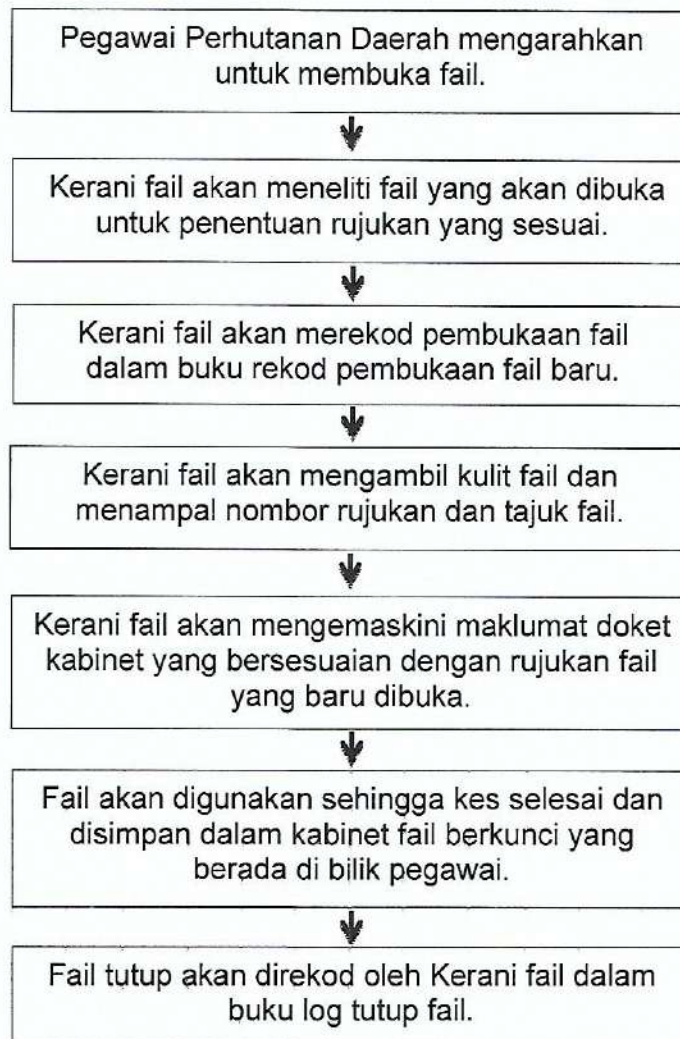 Pegawai Perhutanan Daerah mengarahkan
untuk membuka fail.
Kerani fail akan meneliti fail yang akan dibuka
untuk penentuan rujukan yang sesuai.
Kerani fail akan merekod pembukaan fail
dalam buku rekod pembukaan fail baru.
Kerani fail akan mengambil kulit fail dan
menampal nombor rujukan dan tajuk fail.
Kerani fail akan mengemaskini maklumat doket
kabinet yang bersesuaian dengan rujukan fail
yang baru dibuka.
Fail akan digunakan sehingga kes selesai dan
disimpan dalam kabinet fail berkunci yang
berada di bilik pegawai.
Fail tutup akan direkod oleh Kerani fail dalam
buku log tutup fail.